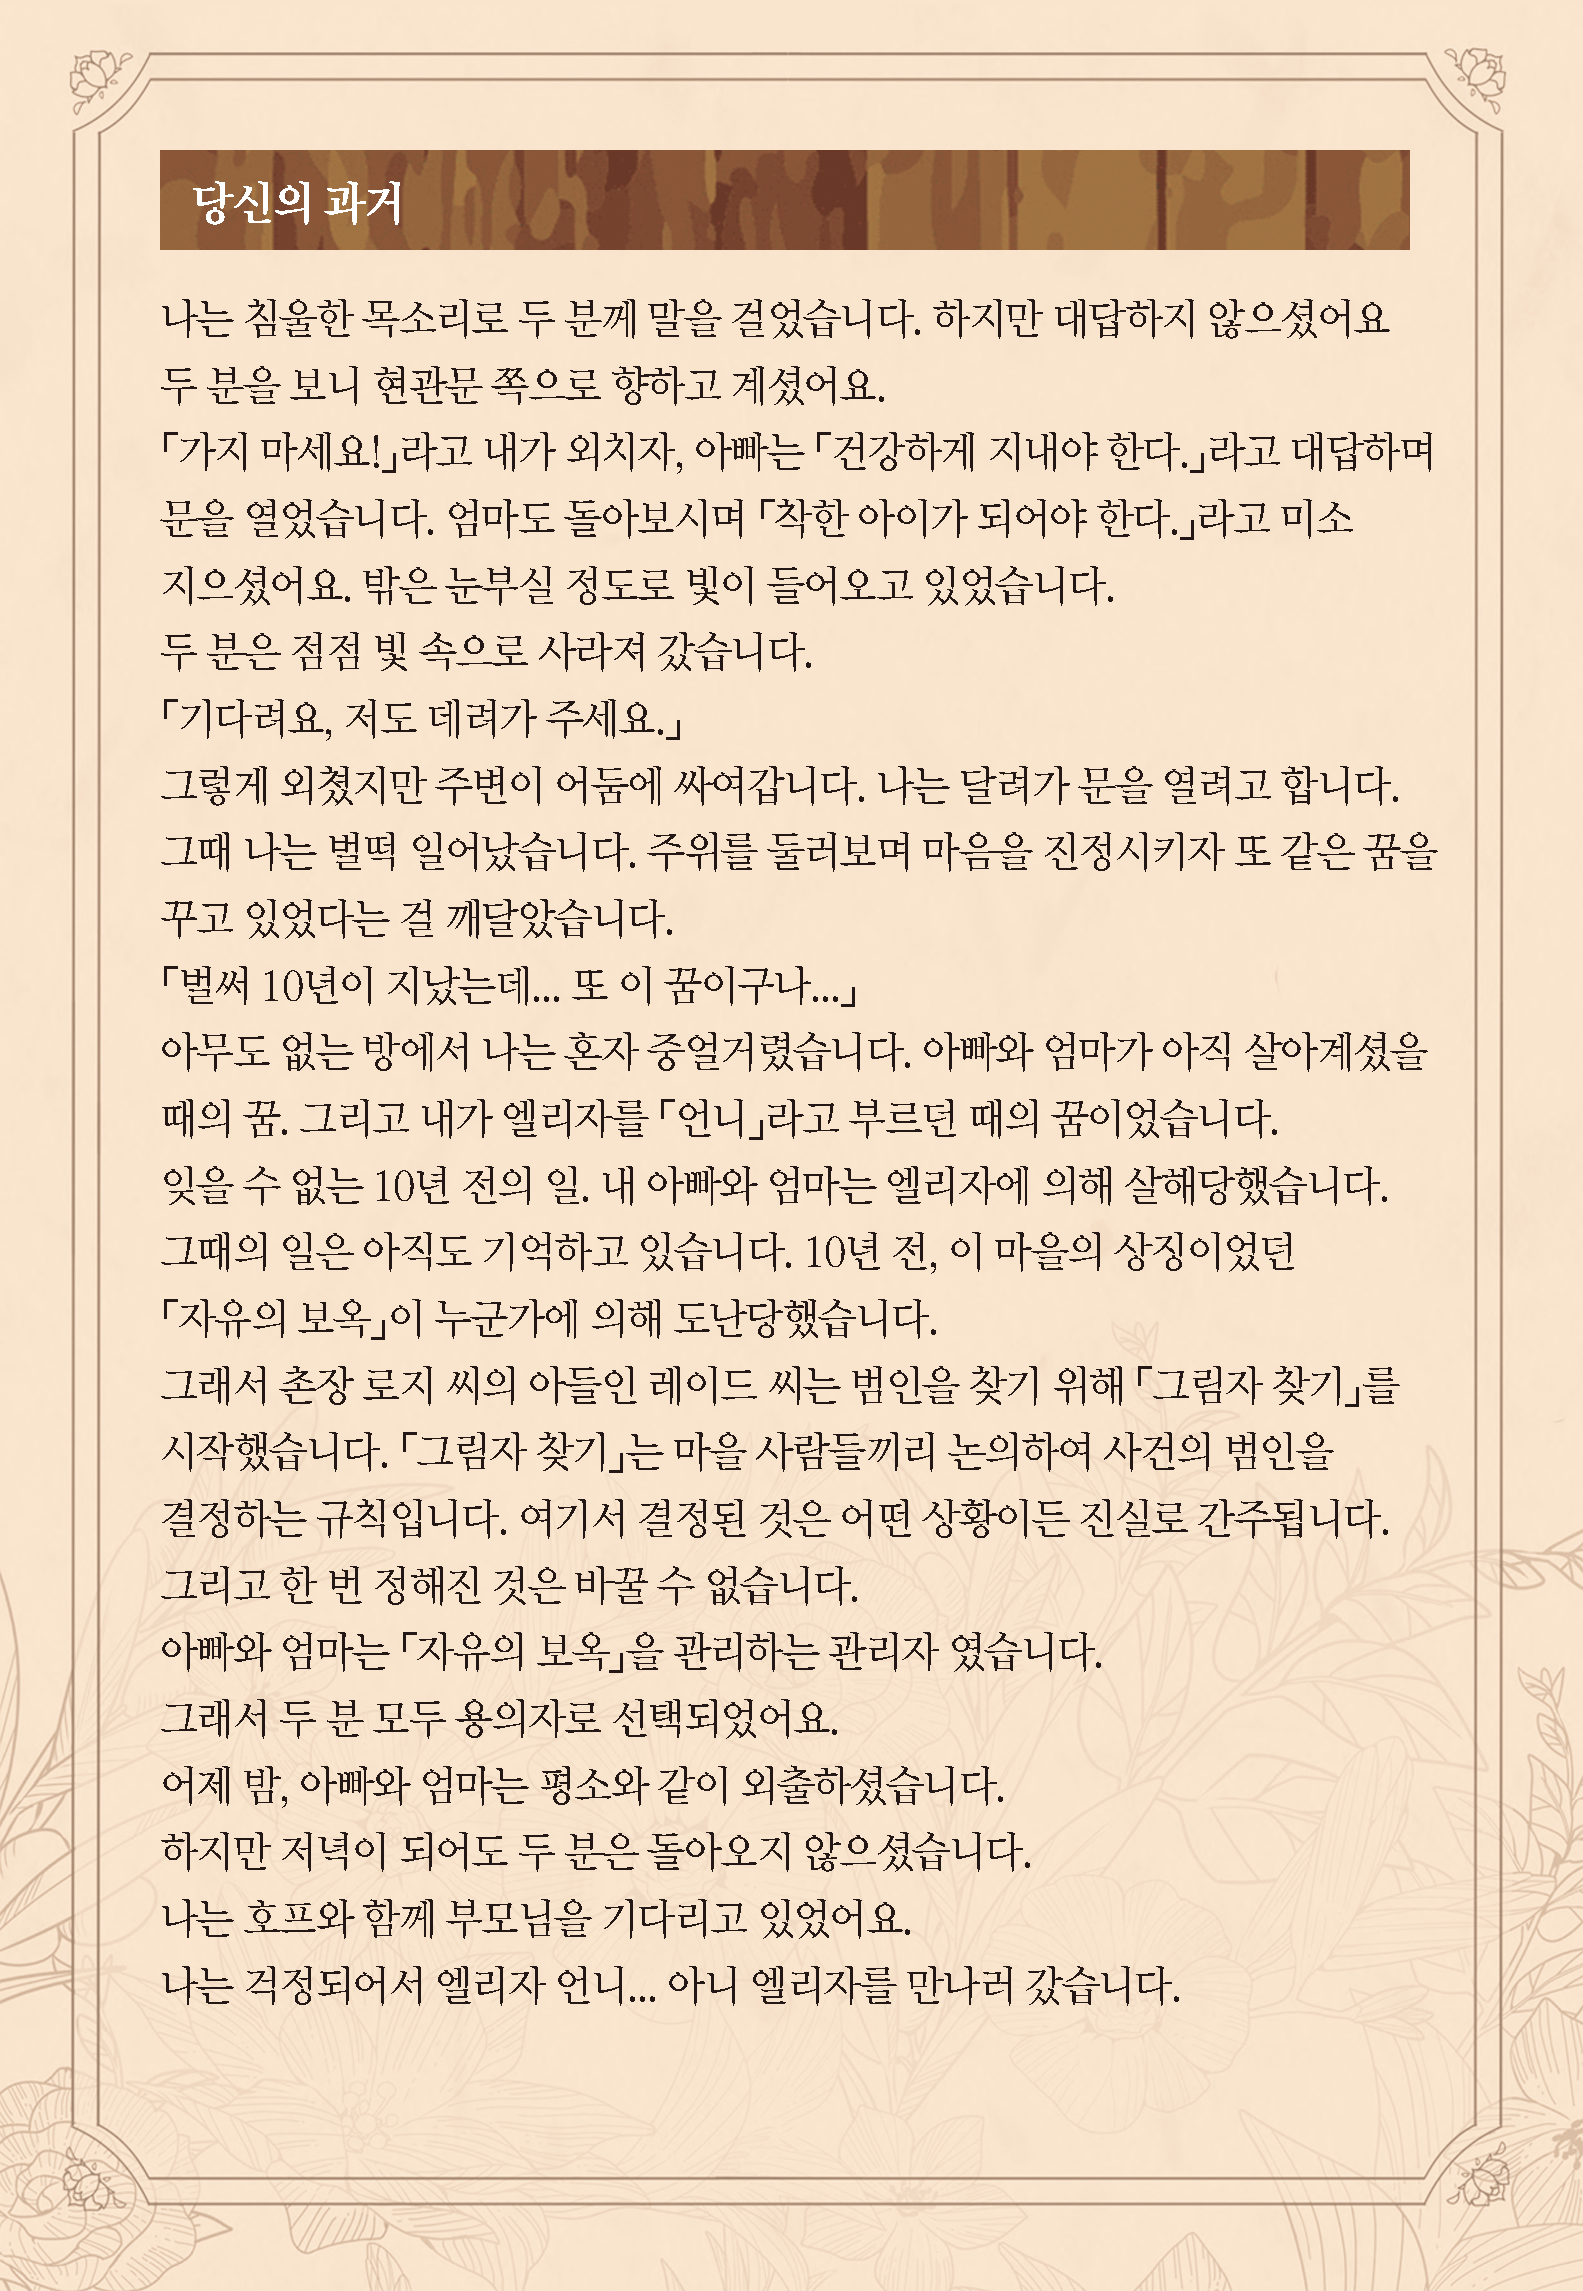 당신의 과거
나는 침울한 목소리로 두 분께 말을 걸었습니다. 하지만 대답하지 않으셨어요
두 분을 보니 현관문 쪽으로 향하고 계셨어요.
「가지 마세요!」라고 내가 외치자, 아빠는 「건강하게 지내야 한다.」라고 대답하며
문을 열었습니다. 엄마도 돌아보시며 「착한 아이가 되어야 한다.」라고 미소
지으셨어요. 밖은 눈부실 정도로 빛이 들어오고 있었습니다.
두 분은 점점 빛 속으로 사라져 갔습니다.
「기다려요, 저도 데려가 주세요.」
그렇게 외쳤지만 주변이 어둠에 싸여갑니다. 나는 달려가 문을 열려고 합니다.
그때 나는 벌떡 일어났습니다. 주위를 둘러보며 마음을 진정시키자 또 같은 꿈을
꾸고 있었다는 걸 깨달았습니다.
「벌써 10년이 지났는데... 또 이 꿈이구나...」
아무도 없는 방에서 나는 혼자 중얼거렸습니다. 아빠와 엄마가 아직 살아계셨을
때의 꿈. 그리고 내가 엘리자를 「언니」라고 부르던 때의 꿈이었습니다.
잊을 수 없는 10년 전의 일. 내 아빠와 엄마는 엘리자에 의해 살해당했습니다.
그때의 일은 아직도 기억하고 있습니다. 10년 전, 이 마을의 상징이었던
「자유의 보옥」이 누군가에 의해 도난당했습니다.
그래서 촌장 로지 씨의 아들인 레이드 씨는 범인을 찾기 위해 「그림자 찾기」를
시작했습니다. 「그림자 찾기」는 마을 사람들끼리 논의하여 사건의 범인을
결정하는 규칙입니다. 여기서 결정된 것은 어떤 상황이든 진실로 간주됩니다.
그리고 한 번 정해진 것은 바꿀 수 없습니다.
아빠와 엄마는 「자유의 보옥」을 관리하는 관리자 였습니다.
그래서 두 분 모두 용의자로 선택되었어요.
어제 밤, 아빠와 엄마는 평소와 같이 외출하셨습니다.
하지만 저녁이 되어도 두 분은 돌아오지 않으셨습니다.
나는 호프와 함께 부모님을 기다리고 있었어요.
나는 걱정되어서 엘리자 언니... 아니 엘리자를 만나러 갔습니다.